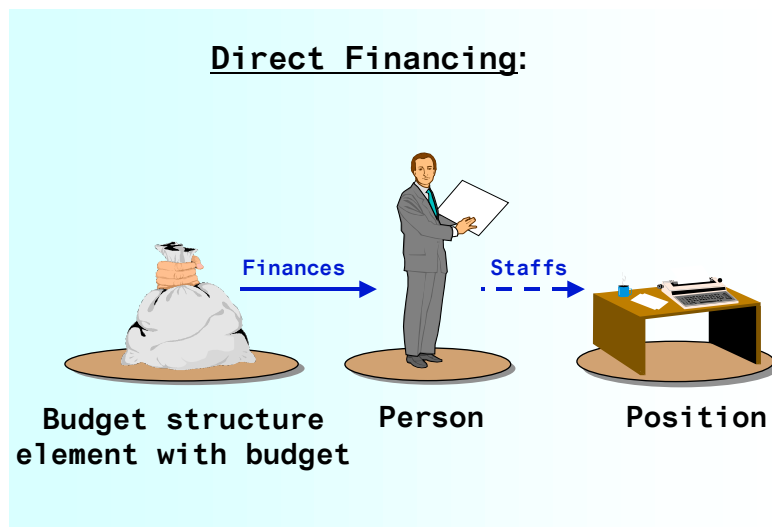 Direct Financing:
Finances
Staffs
Budget structure
element with budget
Person
Position